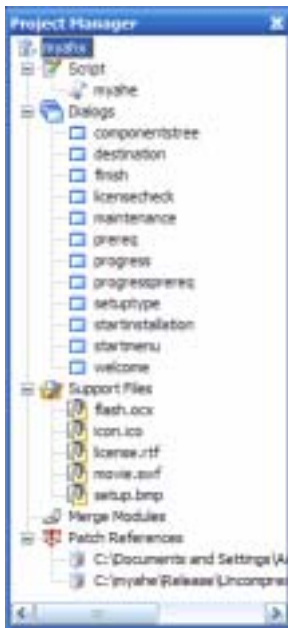 Project Manager
Script
myahe
Dialogs
componentstree
destination
finish
licensecheck
maintenance
prereq
progress
progressprereq
setuptype
startinstallation
startmenu
welcome
Support Files
flash.ocx
icon.ico
license.rtf
movie.swf
setup.bmp
Merge Modules
Patch References
C:\Documents and Settings\A
C:\myahe\Release\Uncompre